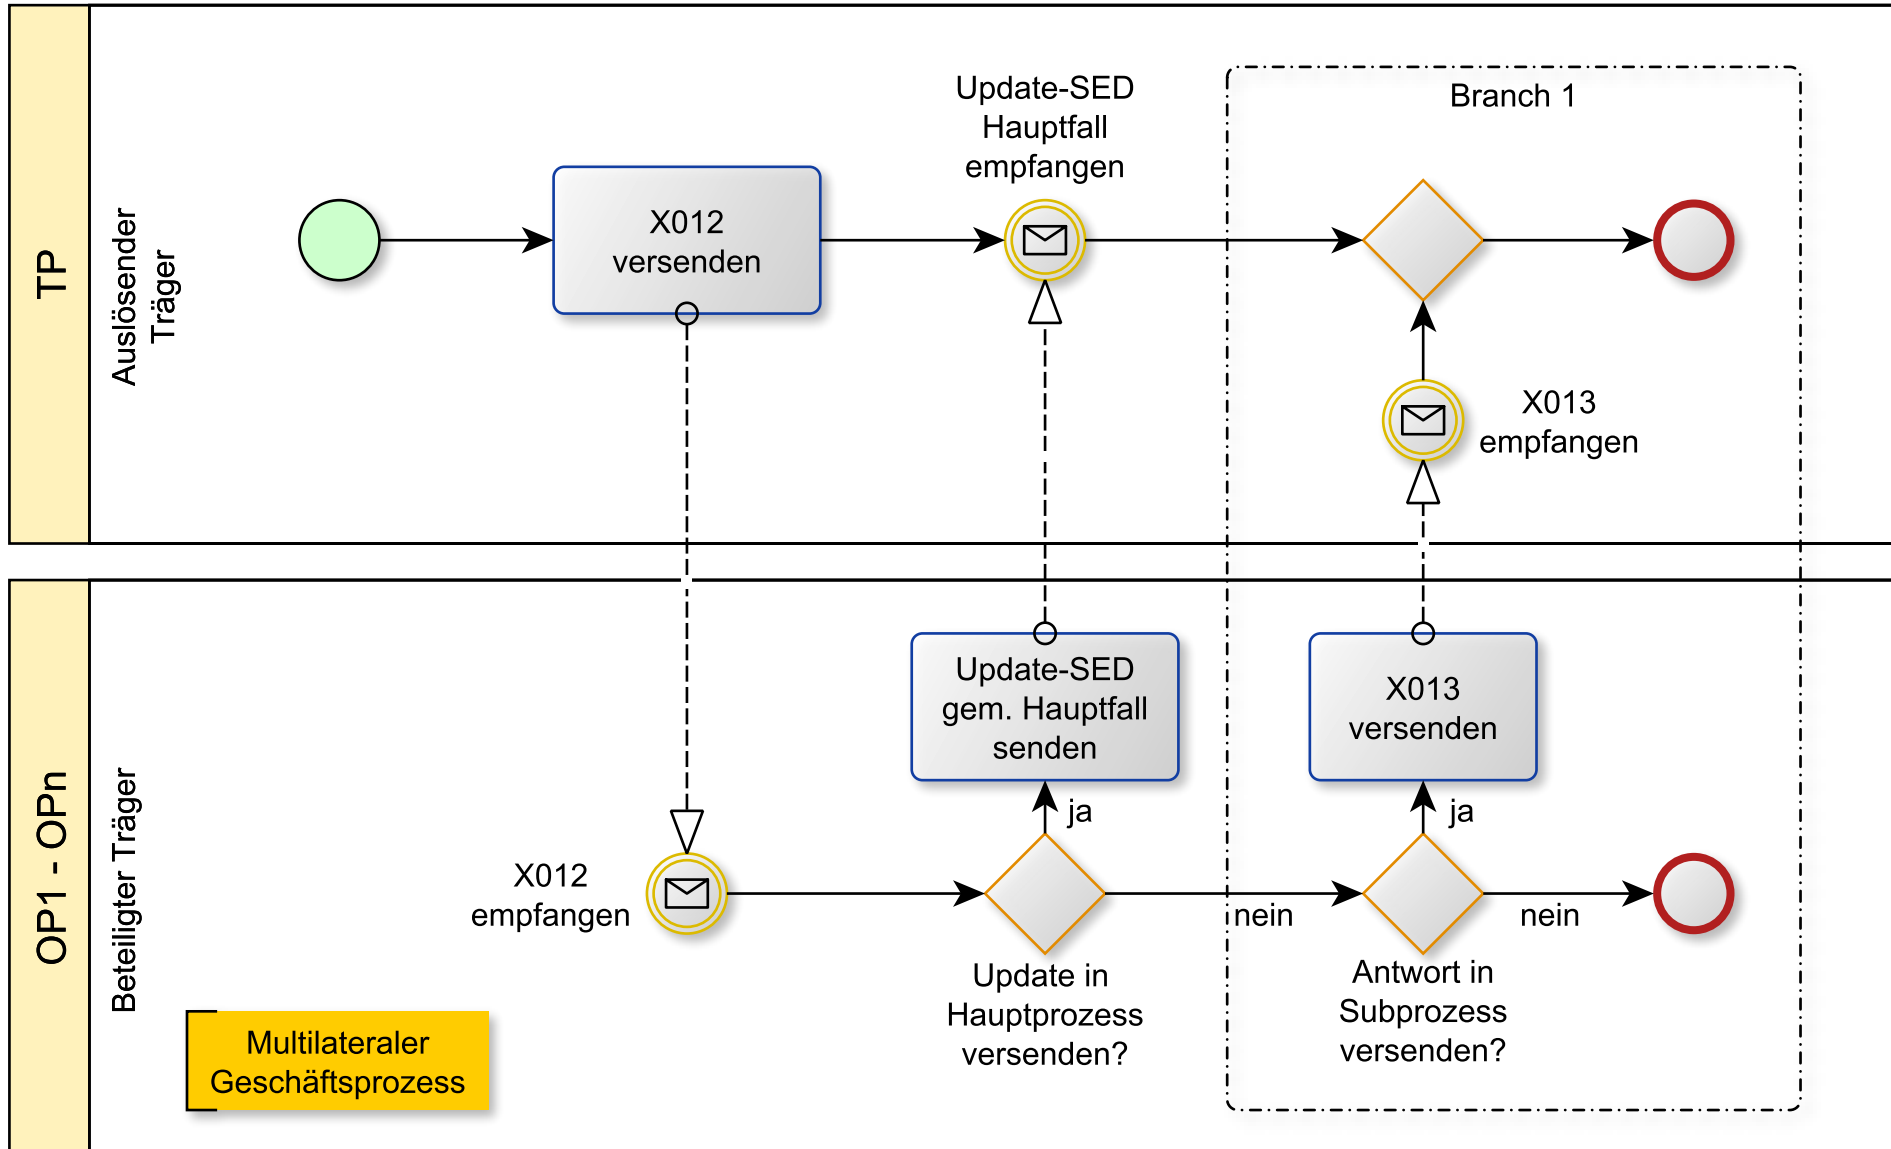 TP
Auslösender
Träger
X012
versenden
Update-SED
Hauptfall
empfangen
Branch 1
X013
empfangen
OP1 - OPn
Beteiligter Träger
X012
empfangen
Update-SED
gem. Hauptfall
senden
ja
nein
Update in
Hauptprozess
versenden?
X013
versenden
ja
nein
Antwort in
Subprozess
versenden?
Multilateraler
Geschäftsprozess